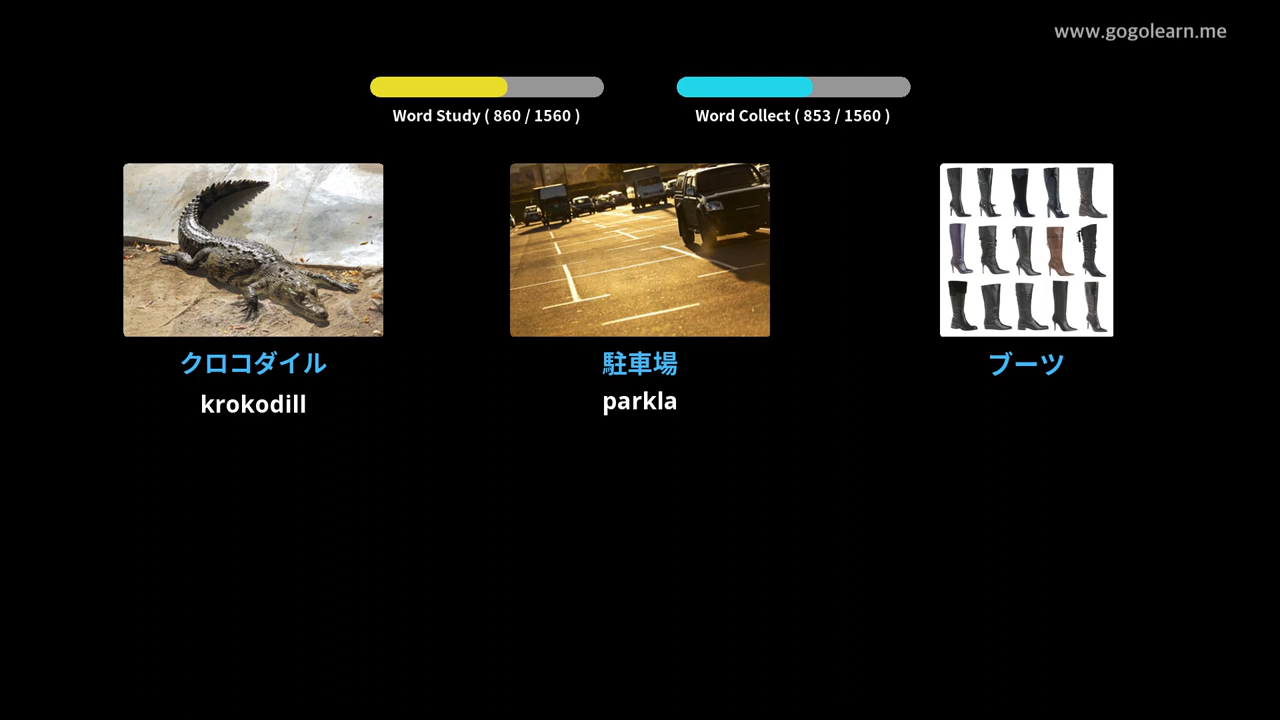 www.gogolearn.me
Word Study ( 860 / 1560 )
Word Collect ( 853 / 1560 )
クロコダイル
krokodill
駐車場
parkla
ブーツ